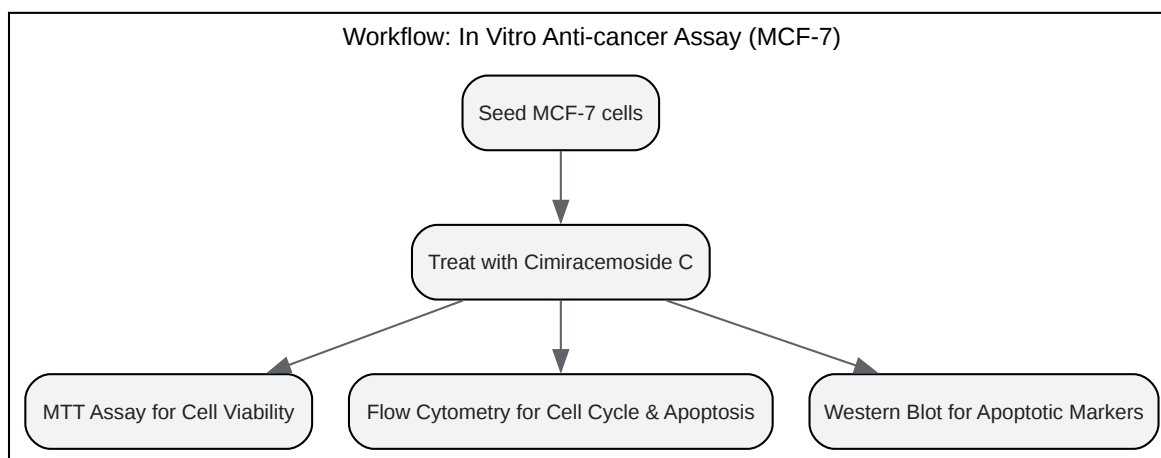 Workflow: In Vitro Anti-cancer Assay (MCF-7)
Seed MCF-7 cells
Treat with Cimiracemoside C
MTT Assay for Cell Viability
Flow Cytometry for Cell Cycle & Apoptosis
Western Blot for Apoptotic Markers